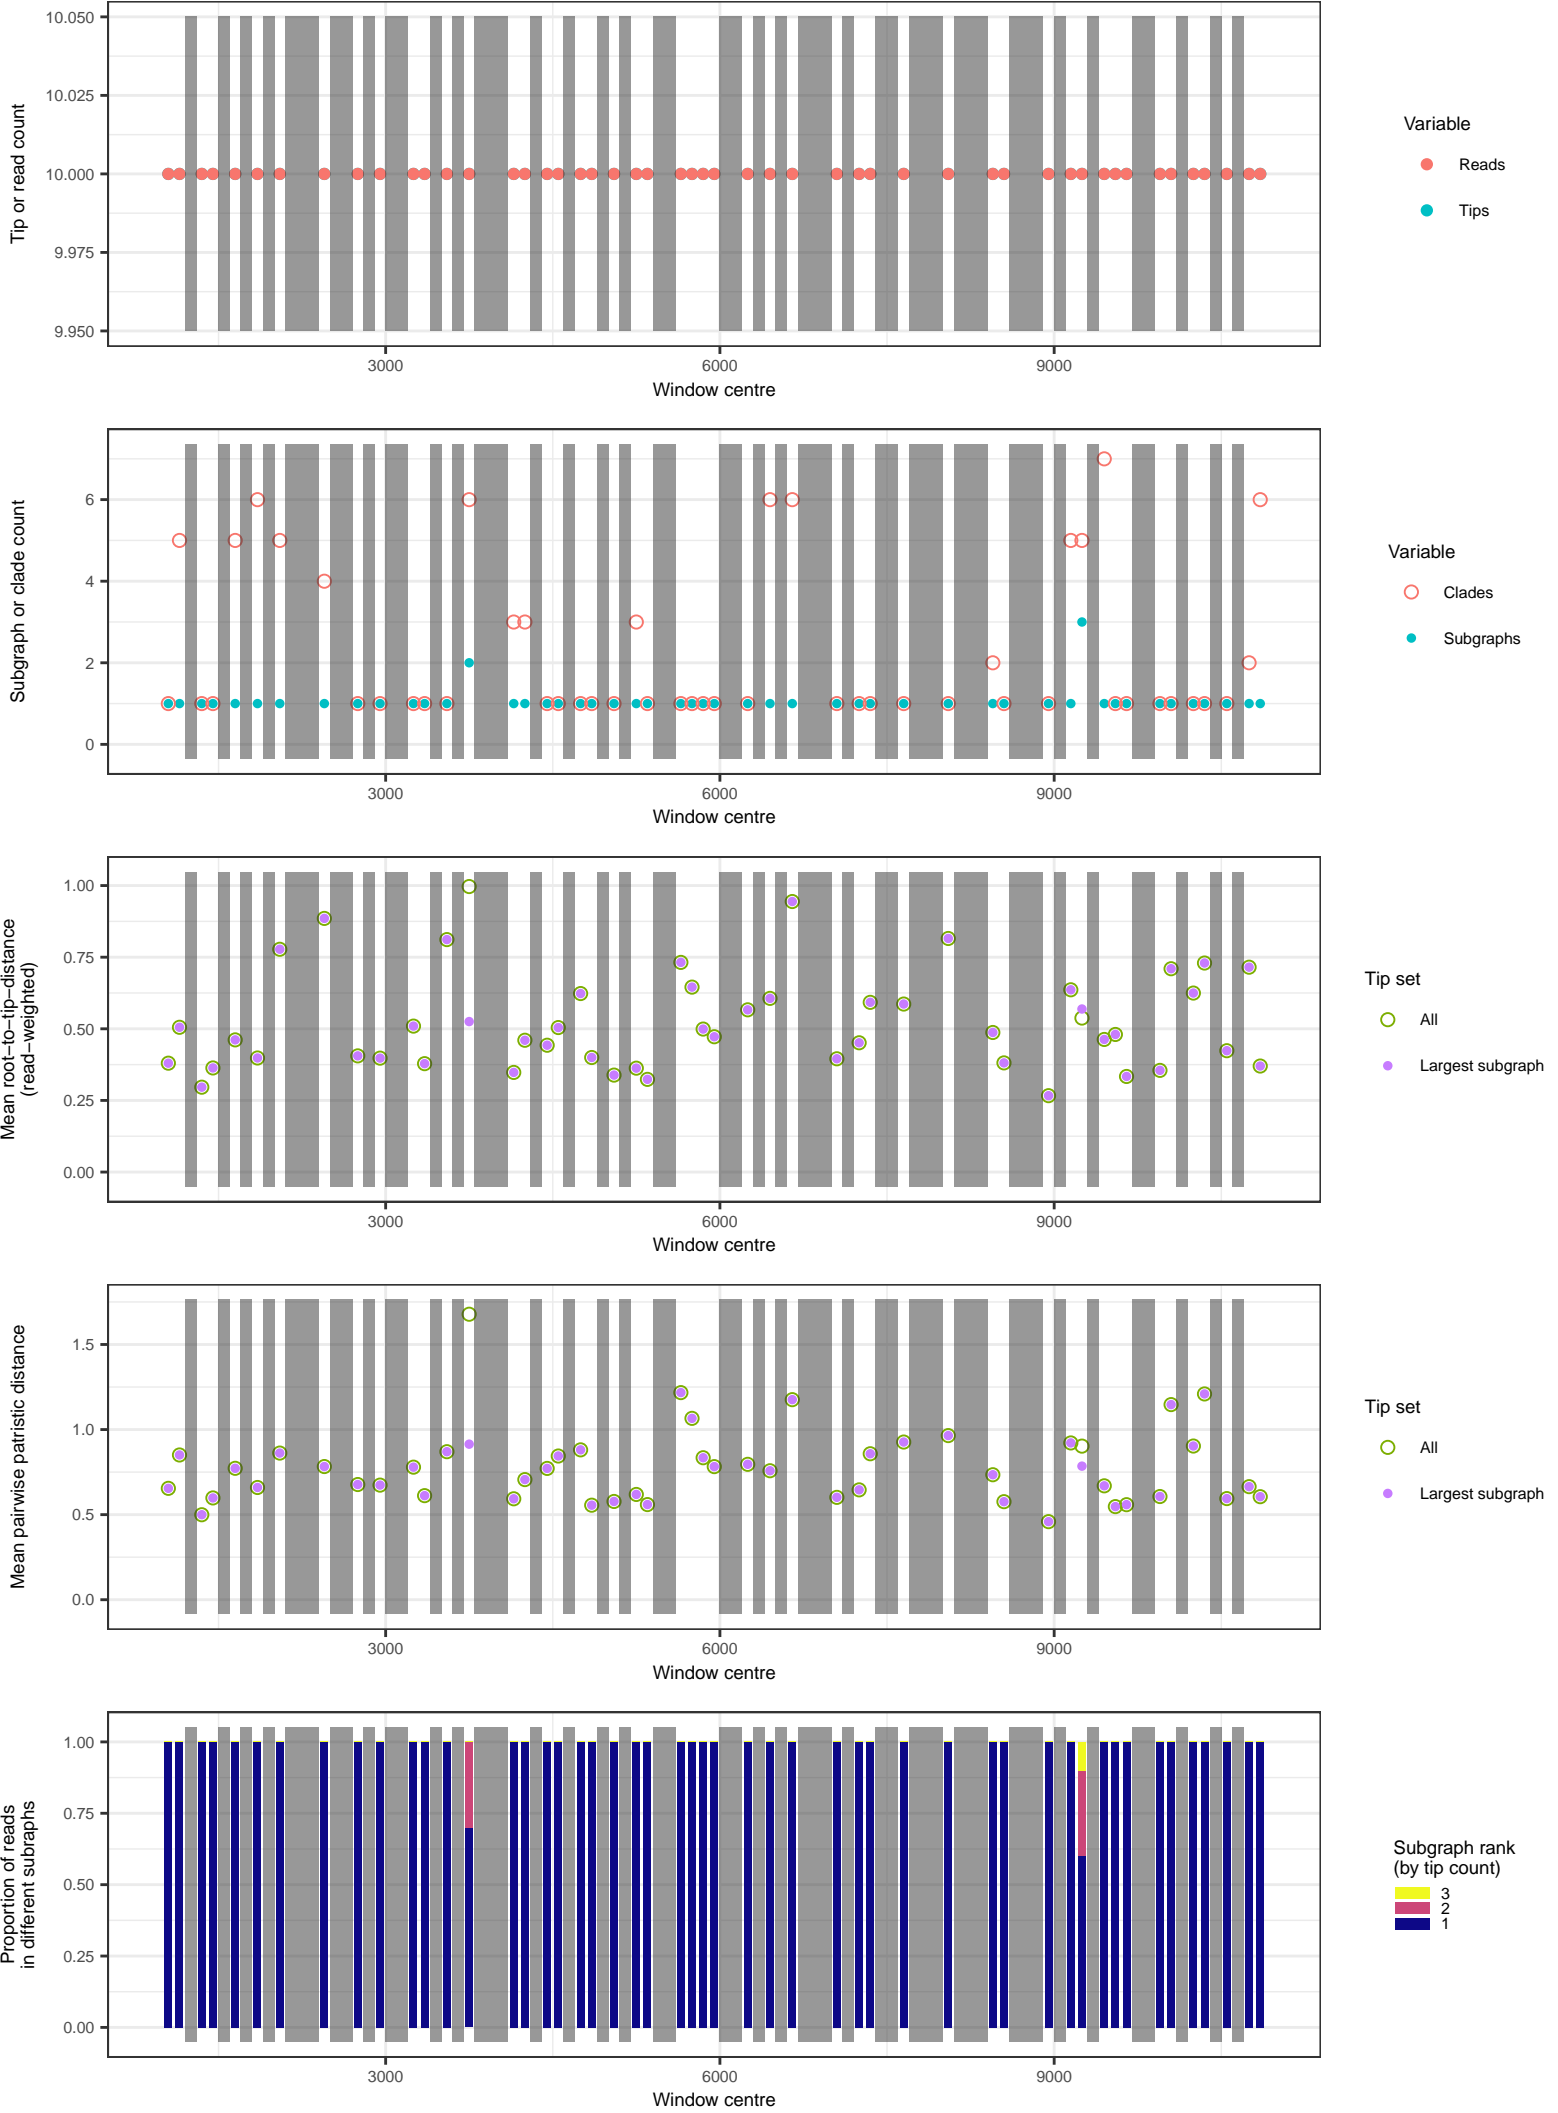 10.050
10.025
10.000
9.975
9.950
Tip or read count
3000
6000
9000
Window centre
Variable
Reads
Tips
6
4
2
0
Subgraph or clade count
3000
6000
9000
Window centre
Variable
Clades
Subgraphs
1.00
0.75
0.50
0.25
0.00
Mean root−to−tip−distance
(read−weighted)
3000
6000
9000
Window centre
Tip set
All
Largest subgraph
1.5
1.0
0.5
0.0
Mean pairwise patristic distance
3000
6000
9000
Window centre
Tip set
All
Largest subgraph
1.00
0.75
0.50
0.25
0.00
Proportion of reads
in different subraphs
3000
6000
9000
Window centre
Subgraph rank
(by tip count)
3
2
1